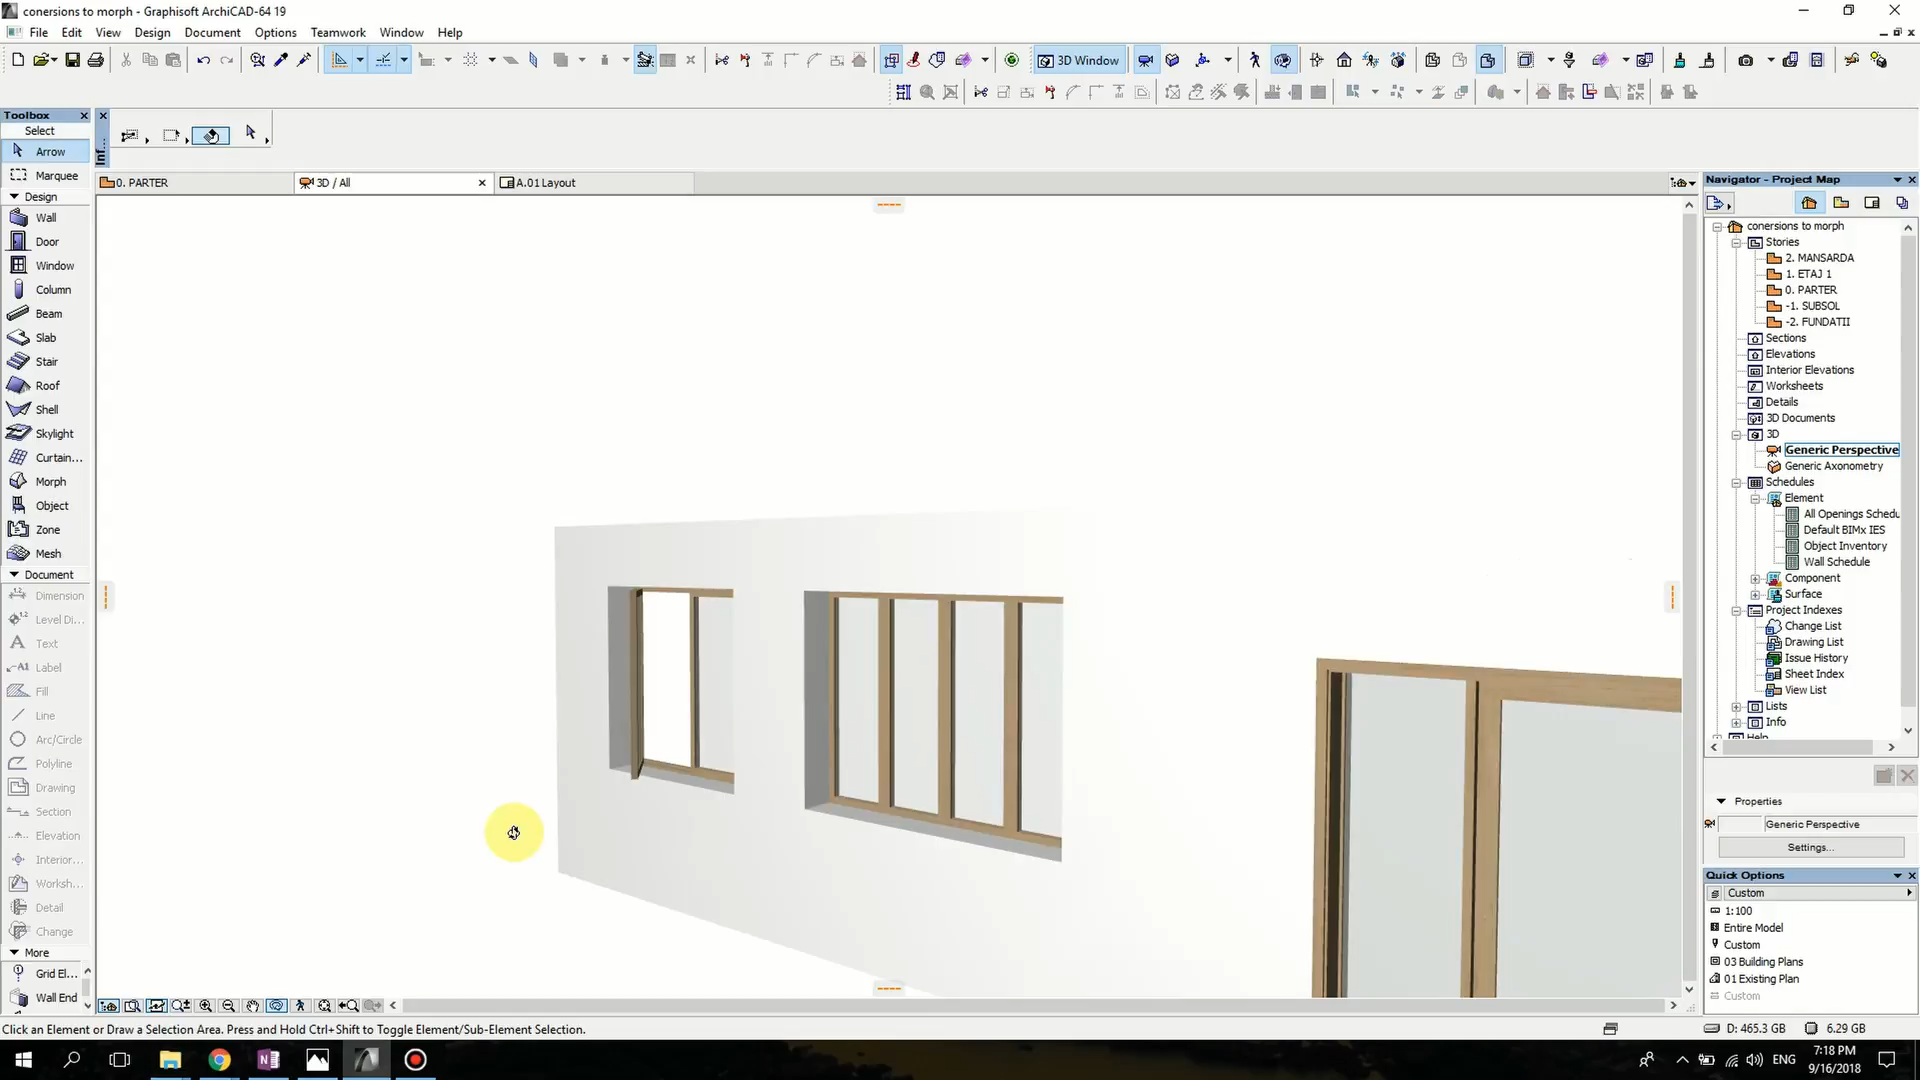 conersions to morph - Graphisoft ArchiCAD-64 19
File Edit View Design Document Options Teamwork Window Help
3D Window
Toolbox
Select
Arrow
Marquee
Design
Wall
Door
Window
Column
Beam
Slab
Stair
Roof
Shell
Skylight
Curtain...
Morph
Object
Zone
Mesh
Document
Dimension
Level Di...
Text
Label
Fill
Line
Arc/Circle
Polyline
Drawing
Section
Elevation
Interior...
Worksh...
Detail
Change
More
Grid El...
Wall End
0. PARTER
3D / All
A.01 Layout
Navigator - Project Map
conersions to morph
Stories
2. MANSARDA
1. ETAJ 1
0. PARTER
-1. SUBSOL
-2. FUNDATII
Sections
Elevations
Interior Elevations
Worksheets
Details
3D Documents
3D
Generic Perspective
Generic Axonometry
Schedules
Element
All Openings Schedu
Default BIMx IES
Object Inventory
Wall Schedule
Component
Surface
Project Indexes
Change List
Drawing List
Issue History
Sheet Index
View List
Lists
Info
Help
Properties
Generic Perspective
Settings...
Quick Options
Custom
1:100
Entire Model
Custom
03 Building Plans
01 Existing Plan
Custom
Click an Element or Draw a Selection Area. Press and Hold Ctrl+Shift to Toggle Element/Sub-Element Selection.
D: 465.3 GB
6.29 GB
ENG
7:18 PM
9/16/2018